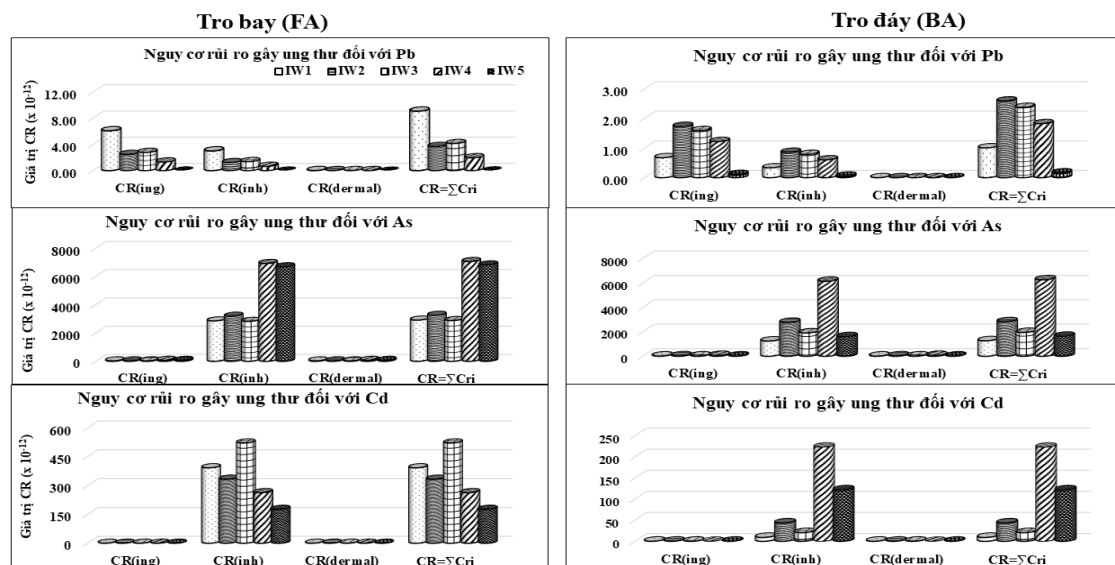 Tro bay (FA)
Tro đáy (BA)
Nguy cơ rủi ro gây ung thư đối với Pb
IW1 IW2 IW3 IW4 IW5
Giá trị CR (x 10-12)
12.00
8.00
4.00
0.00
CR(ing) CR(inh) CR(dermal) CR=∑Cri
Nguy cơ rủi ro gây ung thư đối với Pb
3.00
2.00
1.00
0.00
CR(ing) CR(inh) CR(dermal) CR=∑Cri
Nguy cơ rủi ro gây ung thư đối với As
Giá trị CR (x 10-12)
8000
6000
4000
2000
0
CR(ing) CR(inh) CR(dermal) CR=∑Cri
Nguy cơ rủi ro gây ung thư đối với As
8000
6000
4000
2000
0
CR(ing) CR(inh) CR(dermal) CR=∑Cri
Nguy cơ rủi ro gây ung thư đối với Cd
Giá trị CR (x 10-12)
600
450
300
150
0
CR(ing) CR(inh) CR(dermal) CR=∑Cri
Nguy cơ rủi ro gây ung thư đối với Cd
250
200
150
100
50
0
CR(ing) CR(inh) CR(dermal) CR=∑Cri